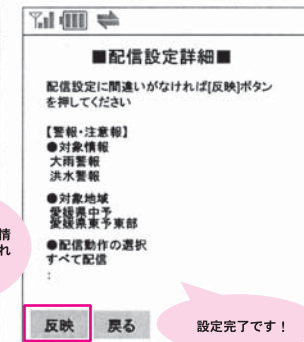 ■配信設定詳細■
配信設定に間違いがなければ[反映]ボタン
を押してください
【警報・注意報】
●対象情報
大雨警報
洪水警報
●対象地域
愛媛県中予
愛媛県東予東部
●配信動作の選択
すべて配信
:
情
れ
反映 戻る
設定完了です!